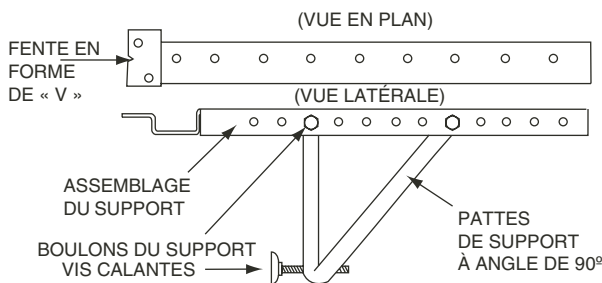 (VUE EN PLAN)
FENTE EN
FORME
DE « V »
(VUE LATÉRALE)
ASSEMBLAGE
DU SUPPORT
BOULONS DU SUPPORT
VIS CALANTES
PATTES
DE SUPPORT
À ANGLE DE 90º